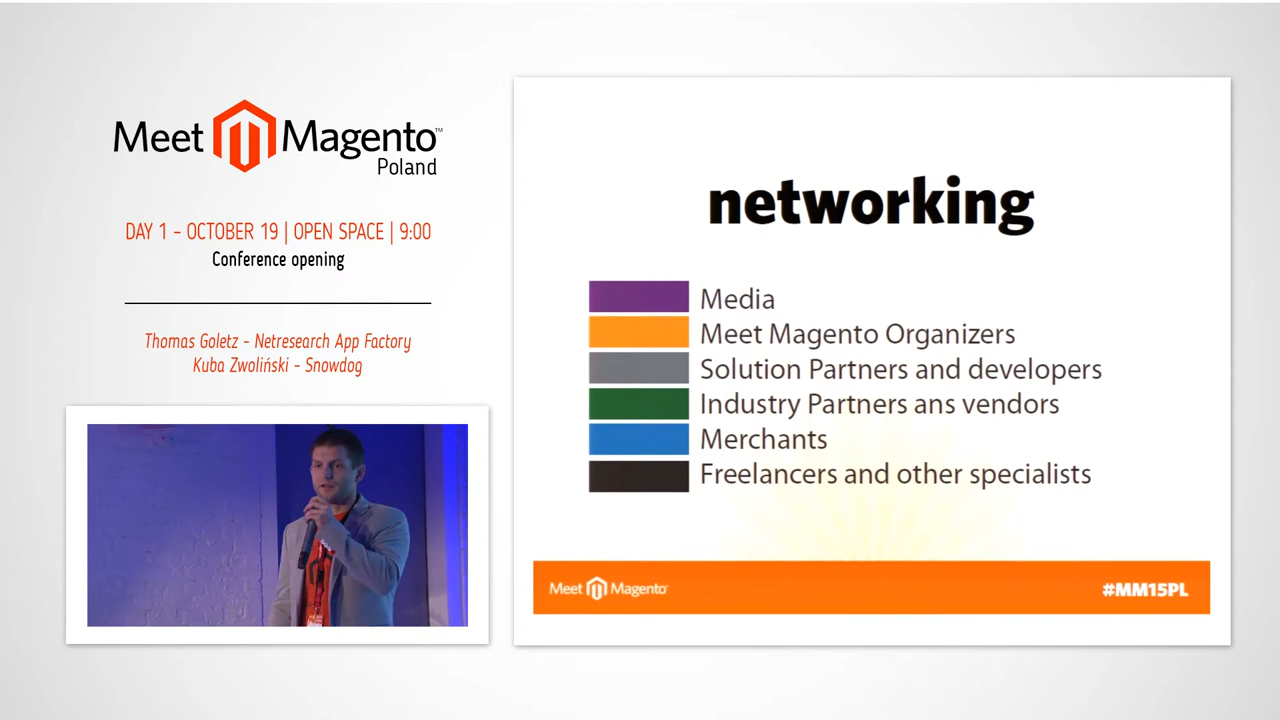 Meet Magento™
Poland
DAY 1 - OCTOBER 19 | OPEN SPACE | 9:00
Conference opening
Thomas Goletz - Netresearch App Factory
Kuba Zwoliński - Snowdog
networking
Media
Meet Magento Organizers
Solution Partners and developers
Industry Partners ans vendors
Merchants
Freelancers and other specialists
Meet Magento
#MM15PL